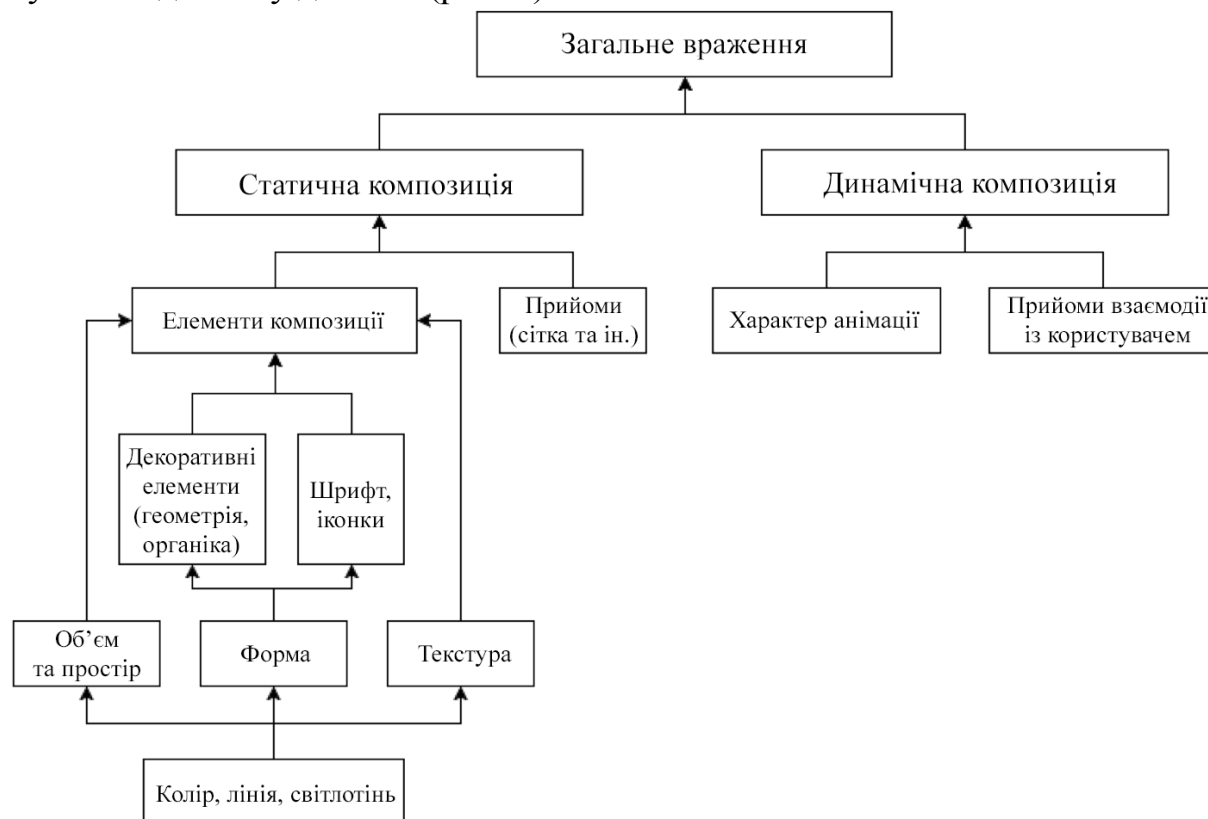 Загальне враження
Статична композиція
Динамічна композиція
Елементи композиції
Прийоми
(сітка та ін.)
Характер анімації
Прийоми взаємодії
із користувачем
Декоративні
елементи
(геометрія,
органіка)
Шрифт,
іконки
Об’єм
та простір
Форма
Текстура
Колір, лінія, світлотінь